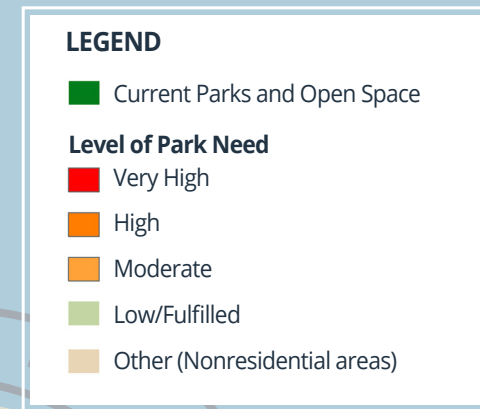 LEGEND
Current Parks and Open Space
Level of Park Need
Very High
High
Moderate
Low/Fulfilled
Other (Nonresidential areas)